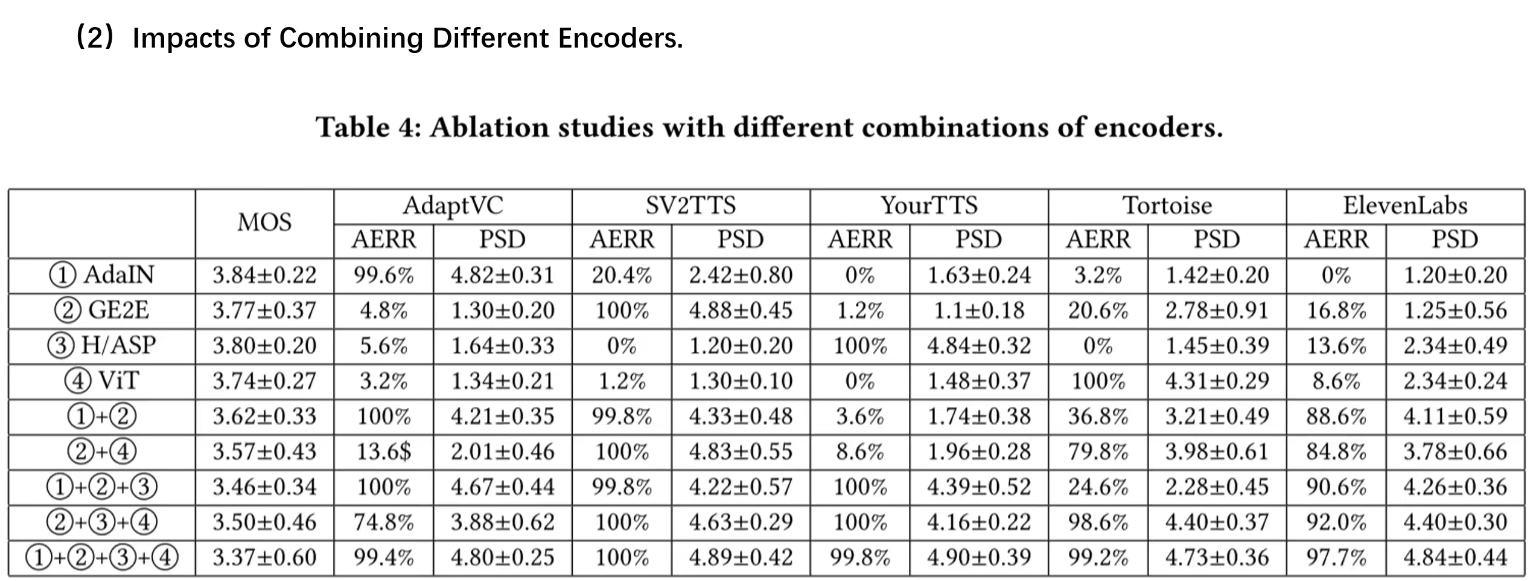 （2）Impacts of Combining Different Encoders.
Table 4: Ablation studies with different combinations of encoders.
MOS AdaptVC SV2TTS YourTTS Tortoise ElevenLabs
AERR PSD AERR PSD AERR PSD AERR PSD AERR PSD
① AdaIN 3.84±0.22 99.6% 4.82±0.31 20.4% 2.42±0.80 0% 1.63±0.24 3.2% 1.42±0.20 0% 1.20±0.20
② GE2E 3.77±0.37 4.8% 1.30±0.20 100% 4.88±0.45 1.2% 1.1±0.18 20.6% 2.78±0.91 16.8% 1.25±0.56
③ H/ASP 3.80±0.20 5.6% 1.64±0.33 0% 1.20±0.20 100% 4.84±0.32 0% 1.45±0.39 13.6% 2.34±0.49
④ ViT 3.74±0.27 3.2% 1.34±0.21 1.2% 1.30±0.10 0% 1.48±0.37 100% 4.31±0.29 8.6% 2.34±0.24
①+② 3.62±0.33 100% 4.21±0.35 99.8% 4.33±0.48 3.6% 1.74±0.38 36.8% 3.21±0.49 88.6% 4.11±0.59
②+④ 3.57±0.43 13.6$ 2.01±0.46 100% 4.83±0.55 8.6% 1.96±0.28 79.8% 3.98±0.61 84.8% 3.78±0.66
①+②+③ 3.46±0.34 100% 4.67±0.44 99.8% 4.22±0.57 100% 4.39±0.52 24.6% 2.28±0.45 90.6% 4.26±0.36
②+③+④ 3.50±0.46 74.8% 3.88±0.62 100% 4.63±0.29 100% 4.16±0.22 98.6% 4.40±0.37 92.0% 4.40±0.30
①+②+③+④ 3.37±0.60 99.4% 4.80±0.25 100% 4.89±0.42 99.8% 4.90±0.39 99.2% 4.73±0.36 97.7% 4.84±0.44